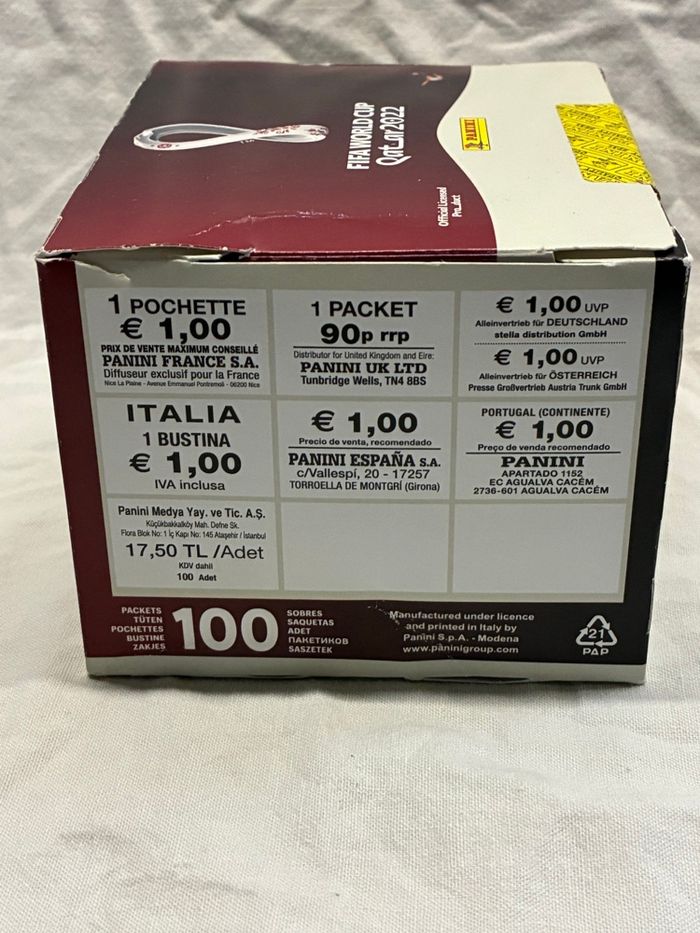 FIFA WORLD CUP
Qatar2022
PANINI
Official Licensed
Product
1 POCHETTE
€ 1,00
PRIX DE VENTE MAXIMUM CONSEILLÉ
PANINI FRANCE S.A.
Diffuseur exclusif pour la France
Nice La Plaine - Avenue Emmanuel Pontremoli - 06200 Nice
1 PACKET
90p rrp
Distributor for United Kingdom and Eire:
PANINI UK LTD
Tunbridge Wells, TN4 8BS
€ 1,00 UVP
Alleinvertrieb für DEUTSCHLAND
stella distribution GmbH
€ 1,00 UVP
Alleinvertrieb für ÖSTERREICH
Presse Großvertrieb Austria Trunk GmbH
ITALIA
1 BUSTINA
€ 1,00
IVA inclusa
€ 1,00
Precio de venta, recomendado
PANINI ESPAÑA S.A.
c/Vallespí, 20 - 17257
TORROELLA DE MONTGRÍ (Girona)
PORTUGAL (CONTINENTE)
€ 1,00
Preço de venda recomendado
PANINI
APARTADO 1152
EC AGUALVA CACÉM
2736-601 AGUALVA CACÉM
Panini Medya Yay. ve Tic. A.Ş.
Küçükbakkalköy Mah. Defne Sk.
Flora Blok No: 1 İç Kapı No: 145 Ataşehir / İstanbul
17,50 TL /Adet
KDV dahil
100 Adet
PACKETS
TÜTEN
POCHETTES
BUSTINE
ZAKJES
100
SOBRES
SAQUETAS
ADET
ПАКЕТИКОВ
SASZETEK
Manufactured under licence
and printed in Italy by
Panini S.p.A. - Modena
www.paninigroup.com
21
PAP